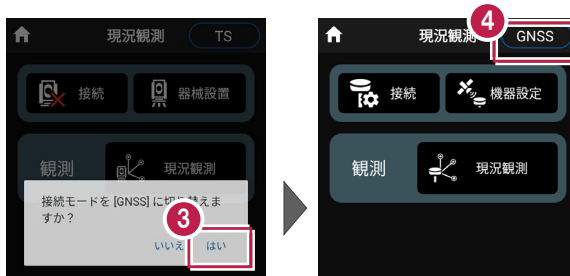 現況観測 TS
接続 器械設置
観測 現況観測
接続モードを [GNSS] に切り替えま
すか？
3
いいえ はい
4
現況観測 GNSS
接続 機器設定
観測 現況観測